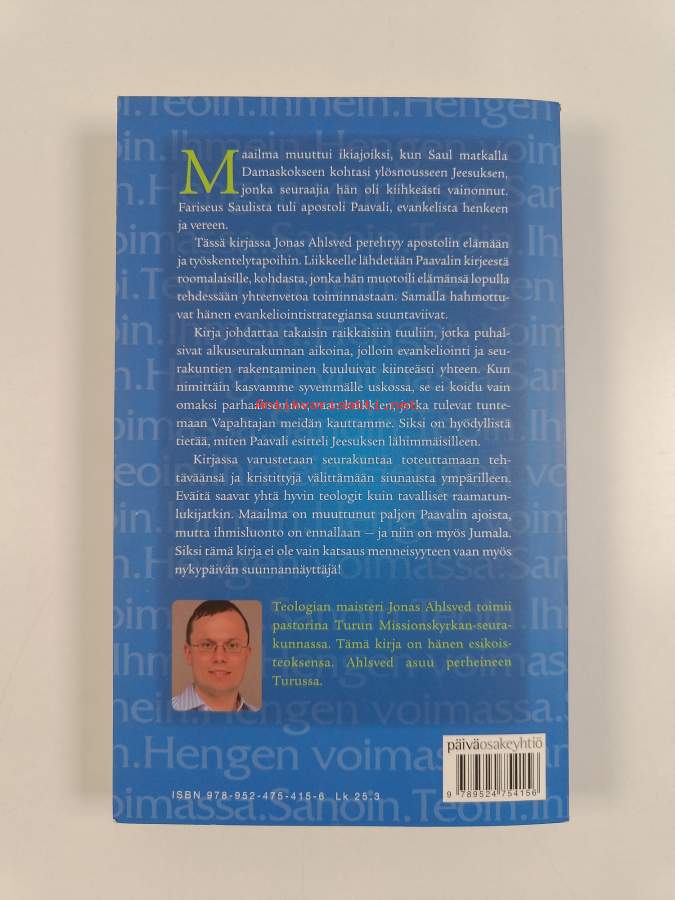 Maailma muuttui ikiajoiksi, kun Saul matkalla
Damaskokseen kohtasi ylösnousseen Jeesuksen,
jonka seuraajia hän oli kiihkeästi vainonnut.
Fariseus Saulista tuli apostoli Paavali, evankelista henkeen
ja vereen.
Tässä kirjassa Jonas Ahlsved perehtyy apostolin elämään
ja työskentelytapoihin. Liikkeelle lähdetään Paavalin kirjeestä
roomalaisille, kohdasta, jonka hän muotoili elämänsä lopulla
tehdessään yhteenvetoa toiminnastaan. Samalla hahmottu-
vat hänen evankeliointistrategiansa suuntaviivat.
Kirja johdattaa takaisin raikkaisiin tuuliin, jotka puhal-
sivat alkuseurakunnan aikoina, jolloin evankeliointi ja seu-
rakuntien rakentaminen kuuluivat kiinteästi yhteen. Kun
nimittäin kasvamme syvemmälle uskossa, se ei koidu vain
omaksi parhaaksemme, vaan kaikkien, jotka tulevat tunte-
maan Vapahtajan meidän kauttamme. Siksi on hyödyllistä
tietää, miten Paavali esitteli Jeesuksen lähimmäisilleen.
Kirjassa varustetaan seurakuntaa toteuttamaan teh-
täväänsä ja kristittyjä välittämään siunausta ympärilleen.
Eväitä saavat yhtä hyvin teologit kuin tavalliset raamatun-
lukijatkin. Maailma on muuttunut paljon Paavalin ajoista,
mutta ihmisluonto on ennallaan – ja niin on myös Jumala.
Siksi tämä kirja ei ole vain katsaus menneisyyteen vaan myös
nykypäivän suunnannäyttäjä!
Teologian maisteri Jonas Ahlsved toimii
pastorina Turun Missionskyrkan-seura-
kunnassa. Tämä kirja on hänen esikois-
teoksensa. Ahlsved asuu perheineen
Turussa.
päiväosakeyhtiö
ISBN 978-952-475-415-6 Lk 25.3
9 789524 754156